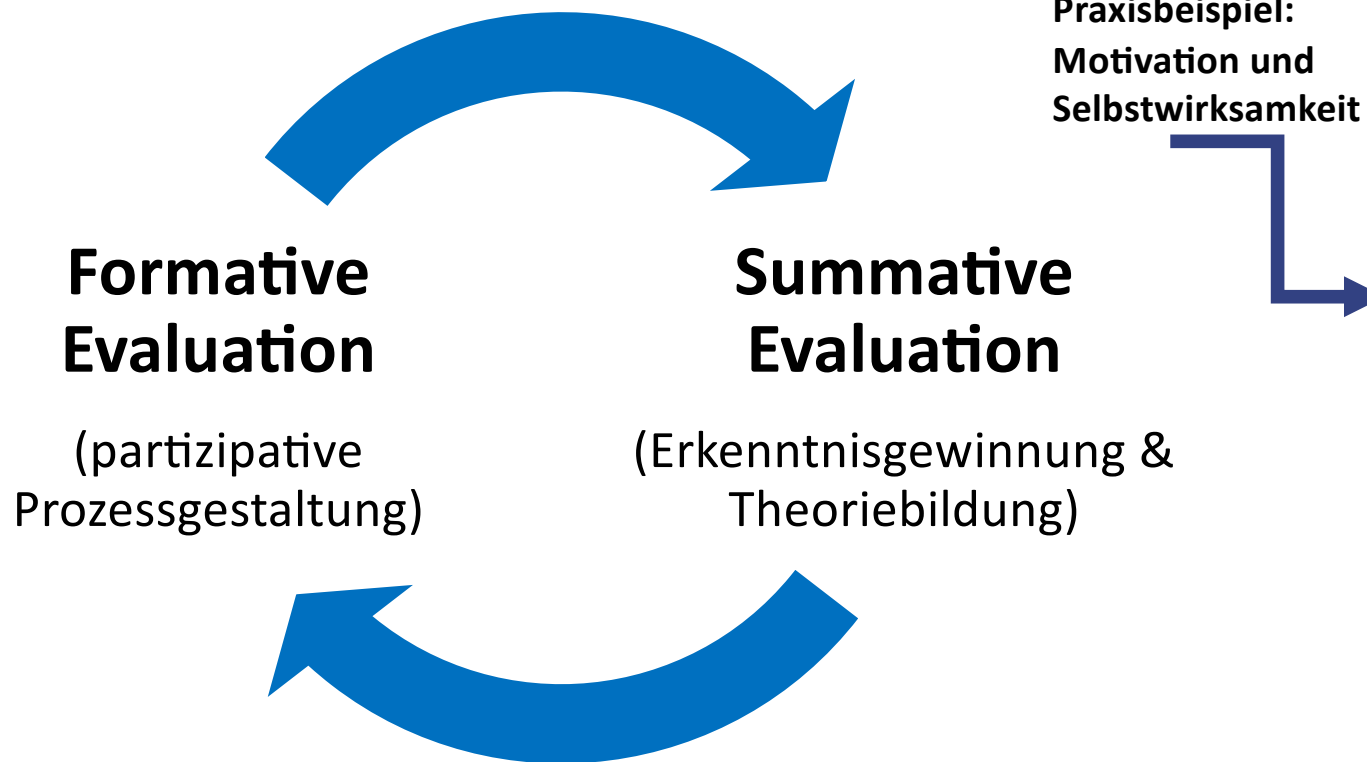 Praxisbeispiel:
Motivation und
Selbstwirksamkeit
Formative
Evaluation
(partizipative
Prozessgestaltung)
Summative
Evaluation
(Erkenntnisgewinnung &
Theoriebildung)